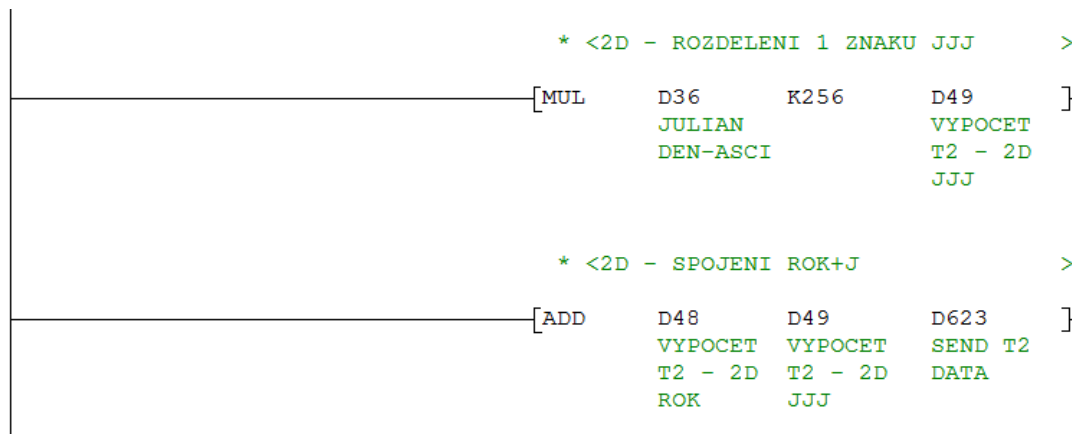 * <2D - ROZDELENI 1 ZNAKU JJJ >
[MUL D36 K256 D49 ]
JULIAN VYPOCET
DEN-ASCI T2 - 2D
JJJ
* <2D - SPOJENI ROK+J >
[ADD D48 D49 D623 ]
VYPOCET VYPOCET SEND T2
T2 - 2D T2 - 2D DATA
ROK JJJ